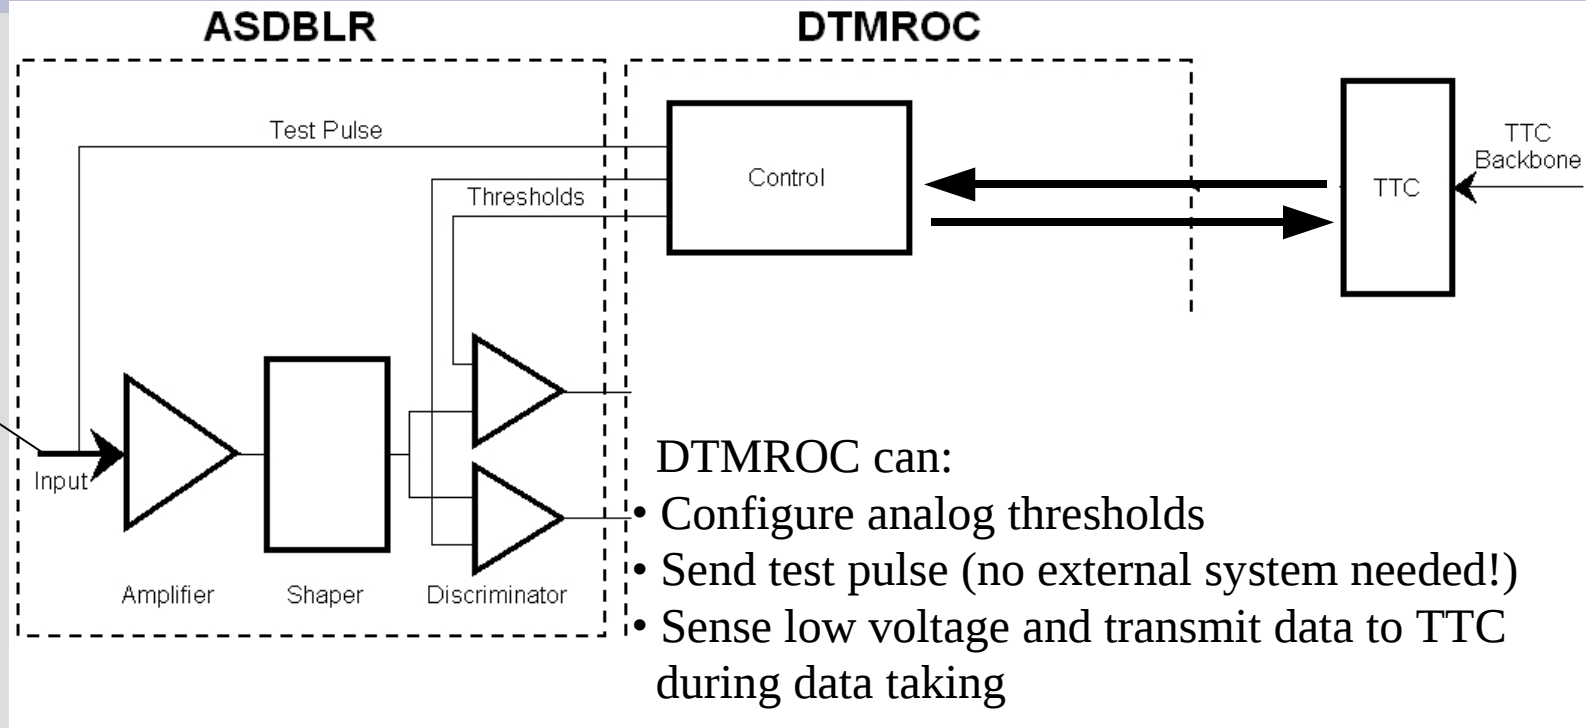 ASDBLR
DTMROC
Test Pulse
Thresholds
Control
TTC
TTC
Backbone
Input
Amplifier
Shaper
Discriminator
DTMROC can:
• Configure analog thresholds
• Send test pulse (no external system needed!)
• Sense low voltage and transmit data to TTC
during data taking